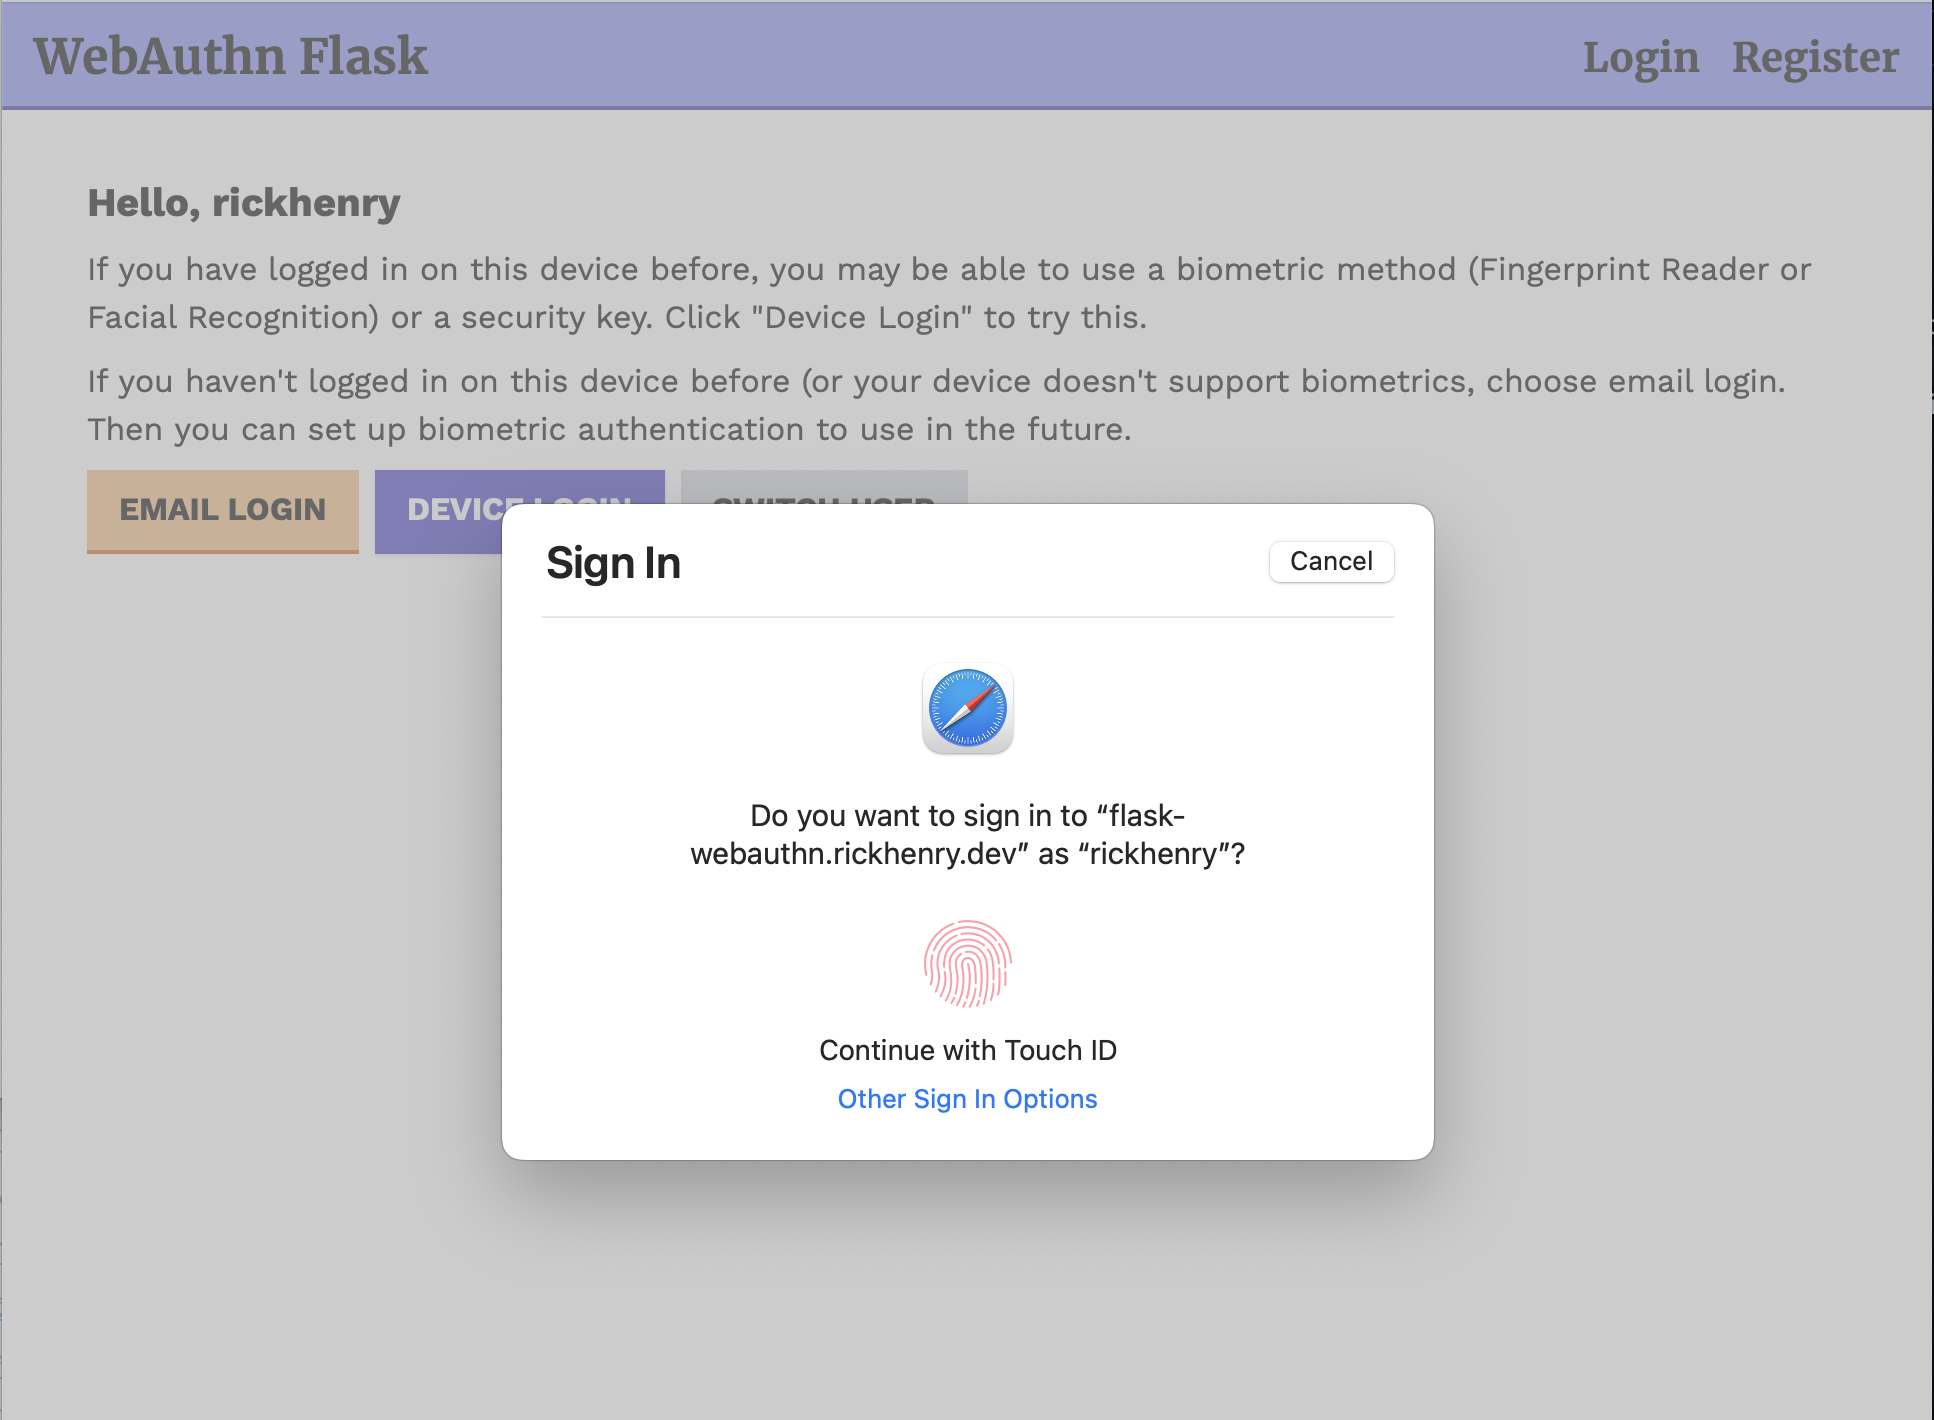 WebAuthn Flask
Login Register
Hello, rickhenry
If you have logged in on this device before, you may be able to use a biometric method (Fingerprint Reader or
Facial Recognition) or a security key. Click "Device Login" to try this.
If you haven't logged in on this device before (or your device doesn't support biometrics, choose email login.
Then you can set up biometric authentication to use in the future.
EMAIL LOGIN
DEVICE LOGIN
SWITCH USER
Sign In
Cancel
Do you want to sign in to “flask-
webauthn.rickhenry.dev” as “rickhenry”?
Continue with Touch ID
Other Sign In Options